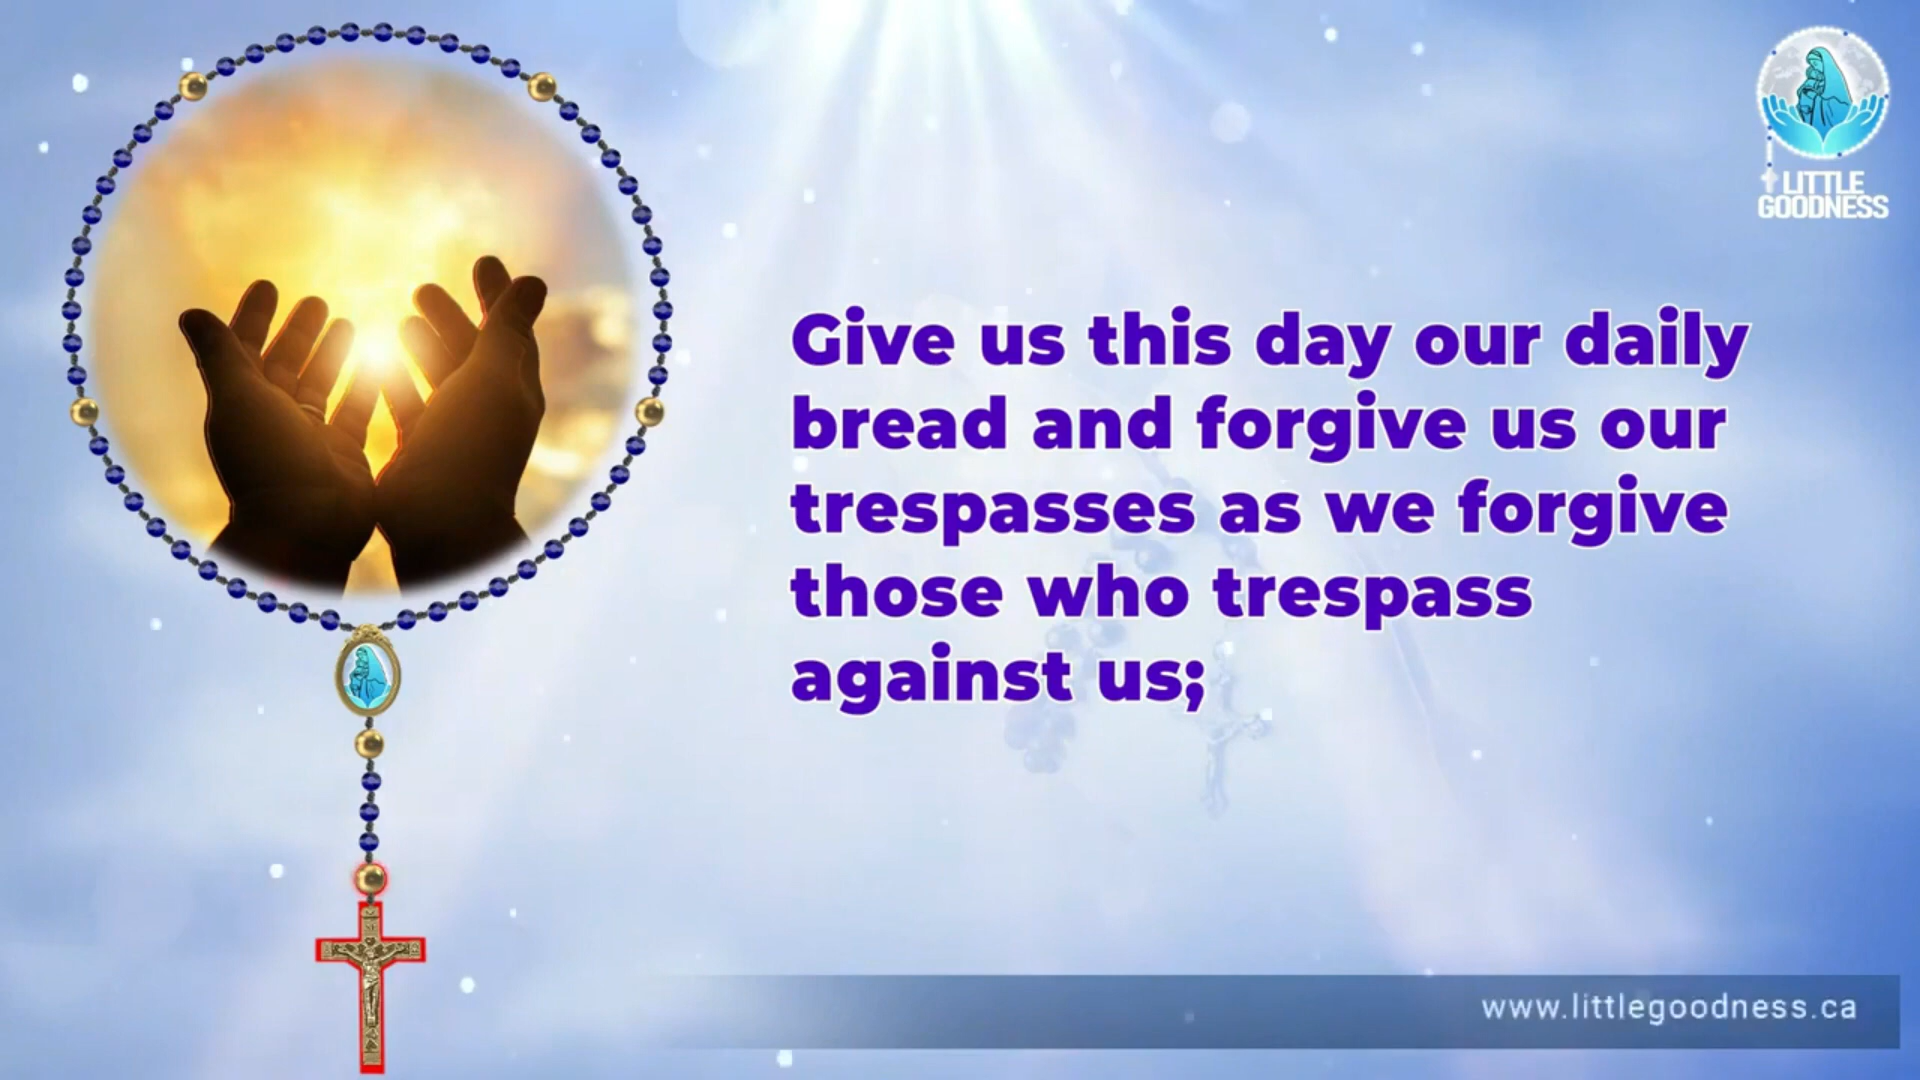 LITTLE
GOODNESS
Give us this day our daily
bread and forgive us our
trespasses as we forgive
those who trespass
against us;
www.littlegoodness.ca